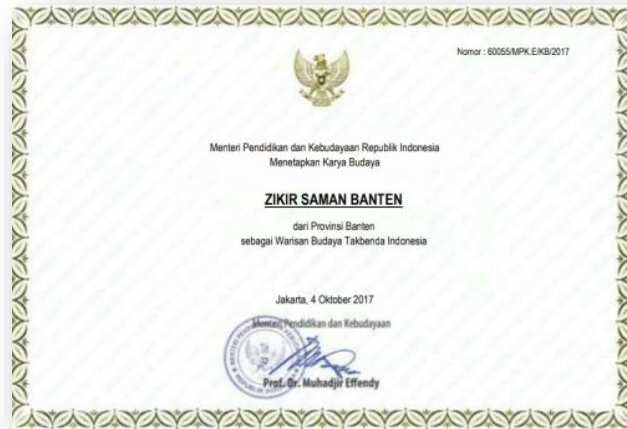 Nomor : 60055/MPK.E/KB/2017
Menteri Pendidikan dan Kebudayaan Republik Indonesia
Menetapkan Karya Budaya
ZIKIR SAMAN BANTEN
dari Provinsi Banten
sebagai Warisan Budaya Takbenda Indonesia
Jakarta, 4 Oktober 2017
Menteri Pendidikan dan Kebudayaan
Prof. Dr. Muhadjir Effendy